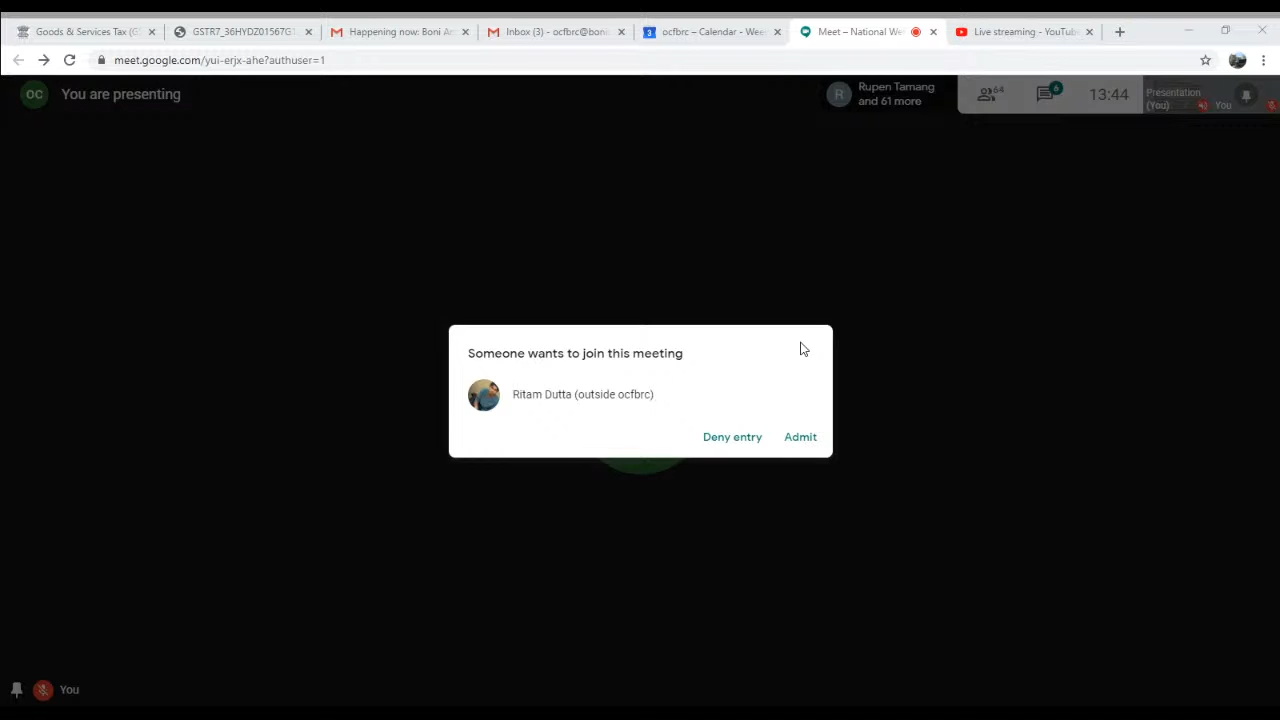 Goods & Services Tax (G
GSTR7_36HYDZ01567G1
Happening now: Boni A
Inbox (3) - ocfbrc@boni
ocfbrc – Calendar - Wee
Meet – National We
Live streaming - YouTub
meet.google.com/yui-erjx-ahe?authuser=1
OC
You are presenting
R
Rupen Tamang
and 61 more
64
6
13:44
Presentation
(You)
You
Someone wants to join this meeting
Ritam Dutta (outside ocfbrc)
Deny entry
Admit
You